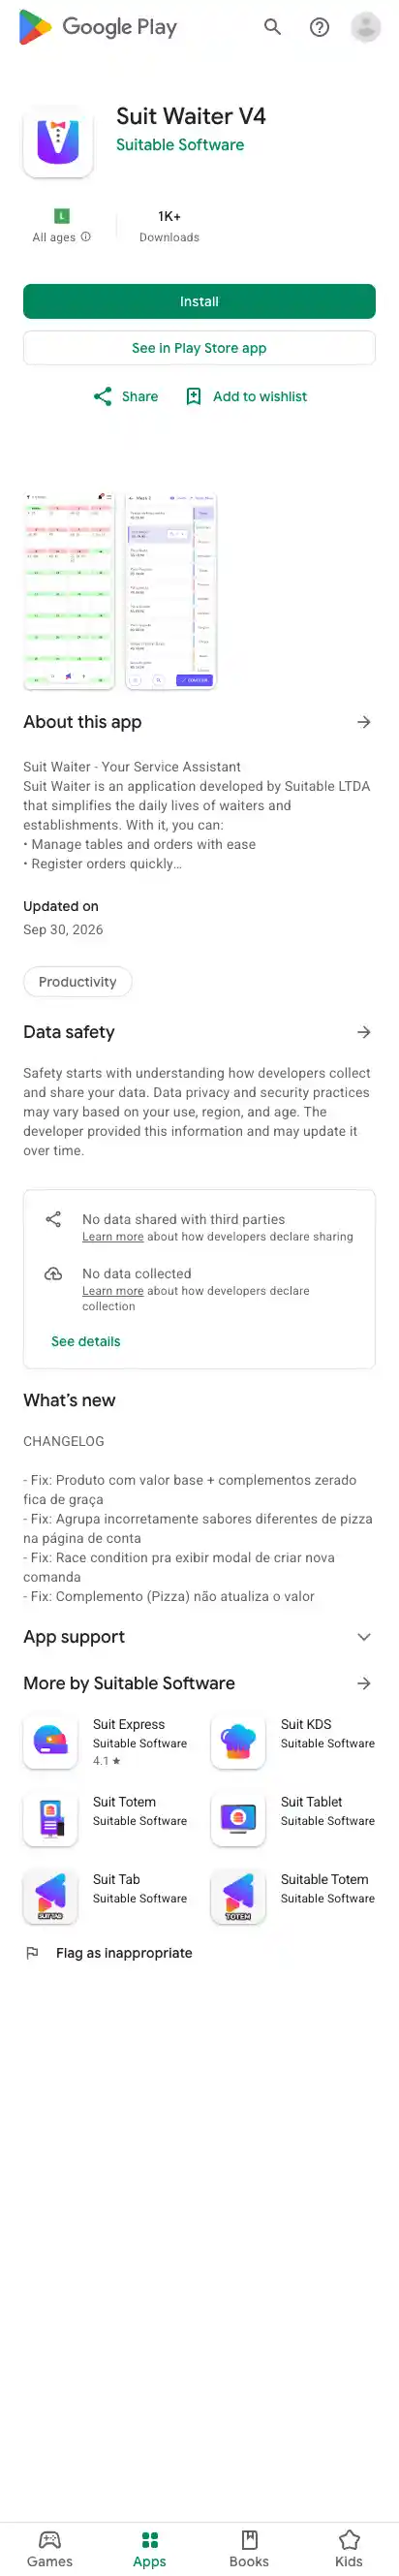 Google Play
Suit Waiter V4
Suitable Software
L
1K+
All ages
Downloads
Install
See in Play Store app
Share
Add to wishlist
About this app
Suit Waiter - Your Service Assistant
Suit Waiter is an application developed by Suitable LTDA
that simplifies the daily lives of waiters and
establishments. With it, you can:
• Manage tables and orders with ease
• Register orders quickly…
Updated on
Sep 30, 2026
Productivity
Data safety
Safety starts with understanding how developers collect
and share your data. Data privacy and security practices
may vary based on your use, region, and age. The
developer provided this information and may update it
over time.
No data shared with third parties
Learn more about how developers declare sharing
No data collected
Learn more about how developers declare
collection
See details
What’s new
CHANGELOG
- Fix: Produto com valor base + complementos zerado
fica de graça
- Fix: Agrupa incorretamente sabores diferentes de pizza
na página de conta
- Fix: Race condition pra exibir modal de criar nova
comanda
- Fix: Complemento (Pizza) não atualiza o valor
App support
More by Suitable Software
Suit Express
Suitable Software
4.1 ★
Suit KDS
Suitable Software
Suit Totem
Suitable Software
Suit Tablet
Suitable Software
SUIT TAB
Suit Tab
Suitable Software
TOTEM
Suitable Totem
Suitable Software
Flag as inappropriate
Games
Apps
Books
Kids